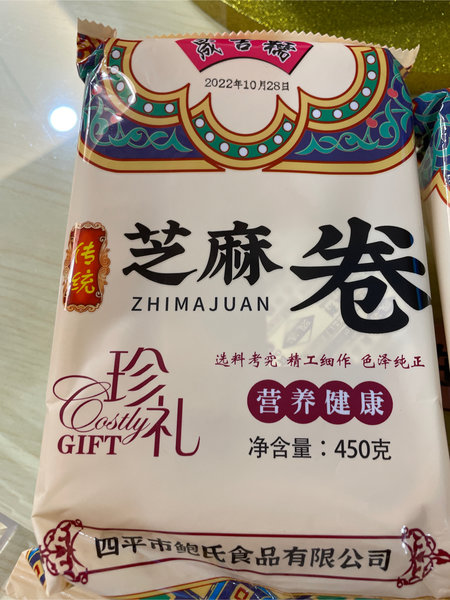 2022年10月28日
传统
芝麻卷
ZHIMAJUAN
选料考究 精工细作 色泽纯正
珍礼
Costly
GIFT
营养健康
净含量：450克
四平市鲍氏食品有限公司